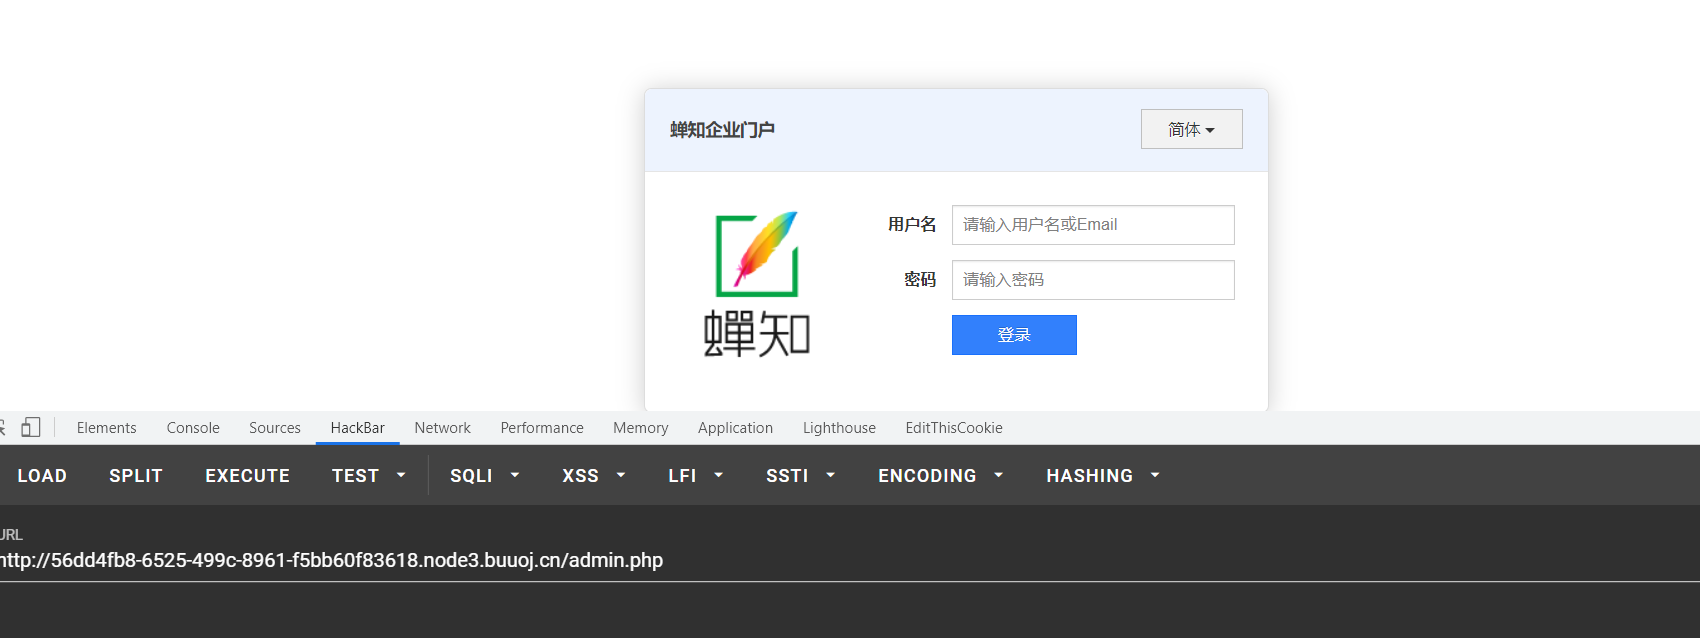 蝉知企业门户 简体
用户名 请输入用户名或Email
蟬知
密码 请输入密码
登录
Elements Console Sources HackBar Network Performance Memory Application Lighthouse EditThisCookie
LOAD SPLIT EXECUTE TEST SQLI XSS LFI SSTI ENCODING HASHING
URL
http://56dd4fb8-6525-499c-8961-f5bb60f83618.node3.buuoj.cn/admin.php